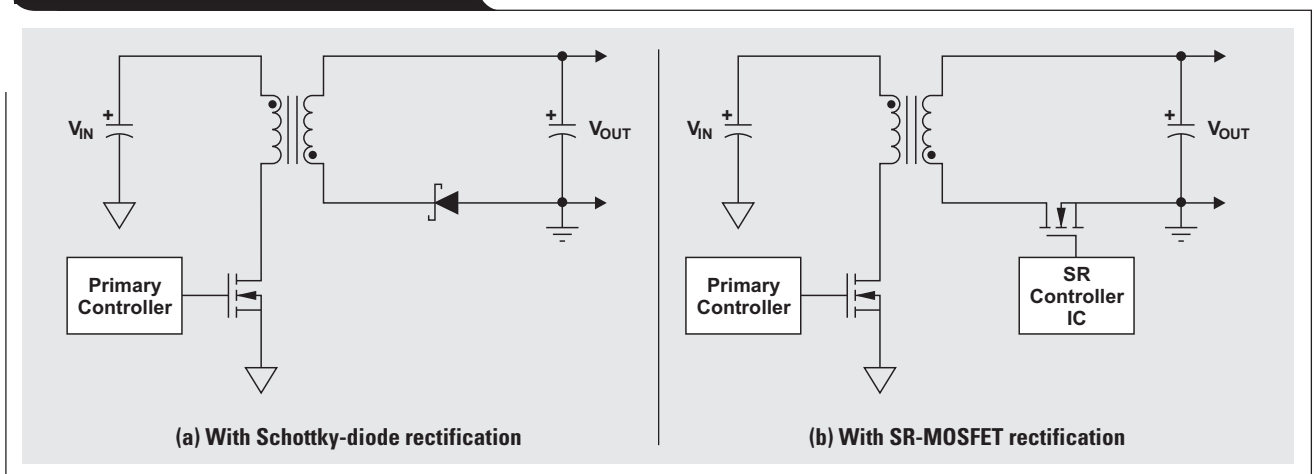 +
V_IN
+
V_OUT
Primary
Controller
(a) With Schottky-diode rectification
+
V_IN
+
V_OUT
Primary
Controller
SR
Controller
IC
(b) With SR-MOSFET rectification